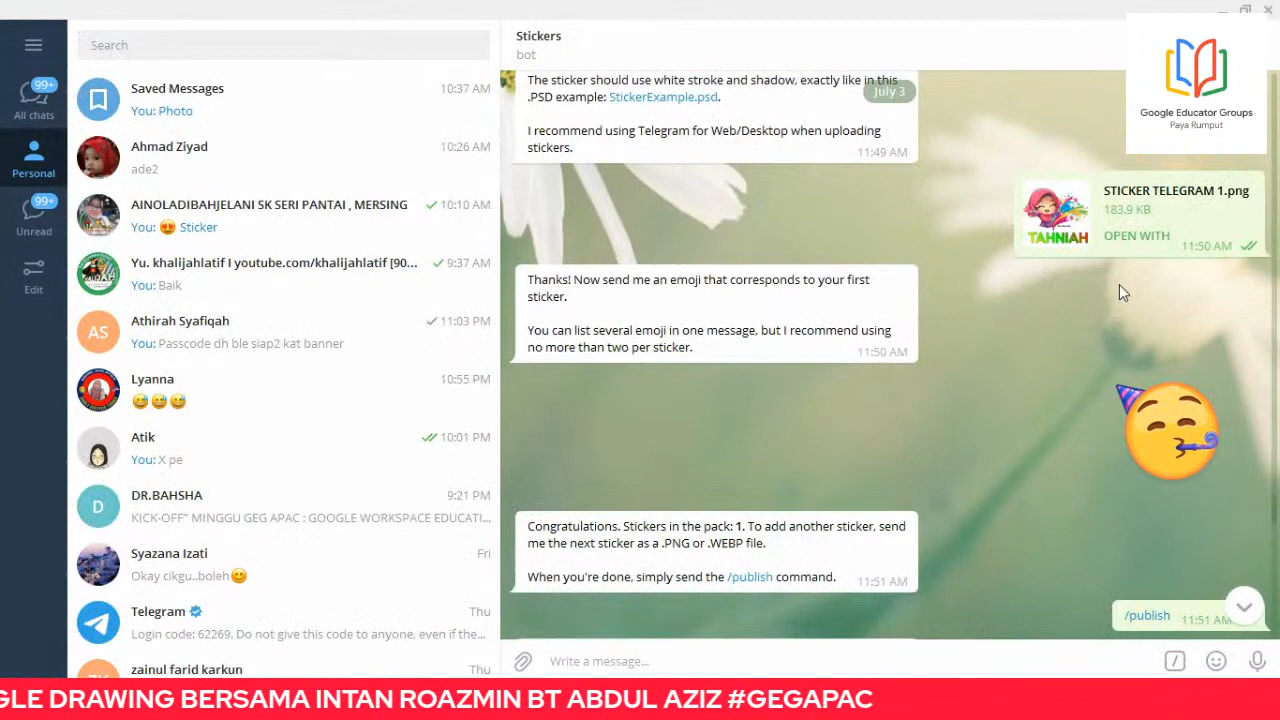 Search
Stickers
bot
99+
All chats
Personal
99+
Unread
Edit
Saved Messages 10:37 AM
You: Photo
Ahmad Ziyad 10:26 AM
ade2
AINOLADIBAHJELANI SK SERI PANTAI , MERSING 10:10 AM
You: 😍 Sticker
Yu. khalijahlatif I youtube.com/khalijahlatif [90... 9:37 AM
You: Baik
AS
Athirah Syafiqah 11:03 PM
You: Passcode dh ble siap2 kat banner
Lyanna 10:55 PM
😅😅😅
Atik 10:01 PM
You: X pe
D
DR.BAHSHA 9:21 PM
KICK-OFF" MINGGU GEG APAC : GOOGLE WORKSPACE EDUCATI...
Syazana Izati Fri
Okay cikgu..boleh😊
Telegram Thu
Login code: 62269. Do not give this code to anyone, even if the...
zainul farid karkun Thu
The sticker should use white stroke and shadow, exactly like in this
.PSD example: StickerExample.psd.
July 3
I recommend using Telegram for Web/Desktop when uploading
stickers.
11:49 AM
Google Educator Groups
Paya Rumput
TAHNIAH
STICKER TELEGRAM 1.png
183.9 KB
OPEN WITH
11:50 AM
Thanks! Now send me an emoji that corresponds to your first
sticker.
You can list several emoji in one message, but I recommend using
no more than two per sticker.
11:50 AM
Congratulations. Stickers in the pack: 1. To add another sticker, send
me the next sticker as a .PNG or .WEBP file.
When you're done, simply send the /publish command.
11:51 AM
/publish 11:51 AM
Write a message...
GLE DRAWING BERSAMA INTAN ROAZMIN BT ABDUL AZIZ #GEGAPAC